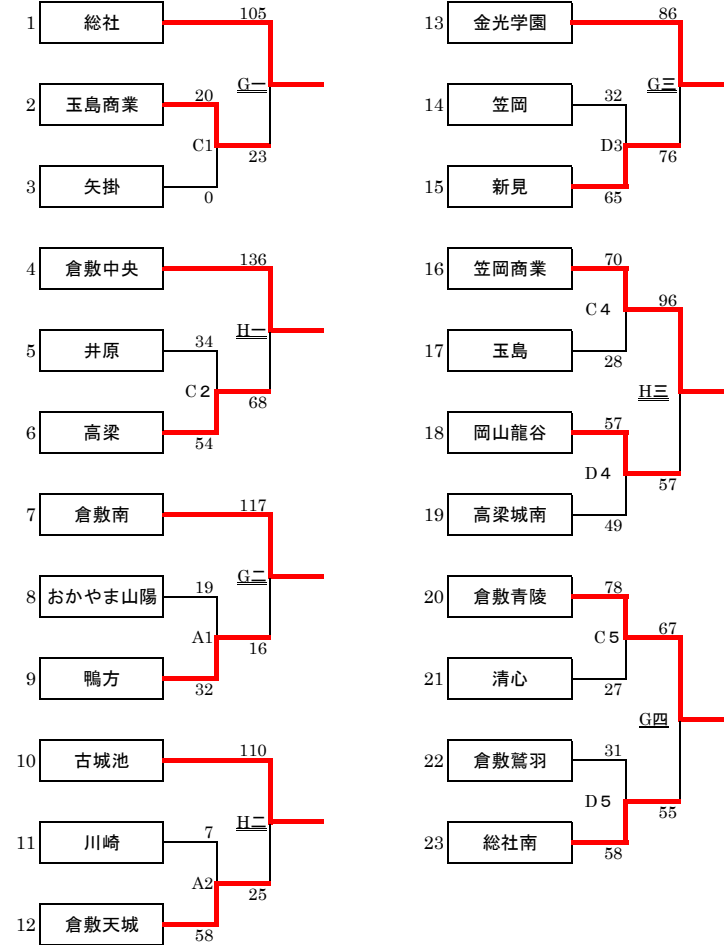 1 総社 105
G一
2 玉島商業 20
C1
23
3 矢掛 0
4 倉敷中央 136
H一
5 井原 34
C２
68
6 高梁 54
7 倉敷南 117
G二
8 おかやま山陽 19
A1
16
9 鴨方 32
10 古城池 110
H二
11 川崎 7
A2
25
12 倉敷天城 58
13 金光学園 86
G三
14 笠岡 32
D3
76
15 新見 65
16 笠岡商業 70
C４
96
17 玉島 28
H三
18 岡山龍谷 57
D４
57
19 高梁城南 49
20 倉敷青陵 78
C５
67
21 清心 27
G四
22 倉敷鷲羽 31
D５
55
23 総社南 58